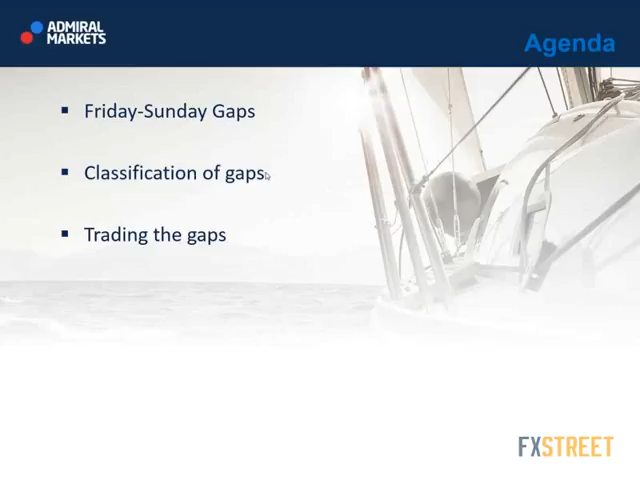 ADMIRAL
MARKETS
Agenda
▪ Friday-Sunday Gaps
▪ Classification of gaps
▪ Trading the gaps
FXSTREET